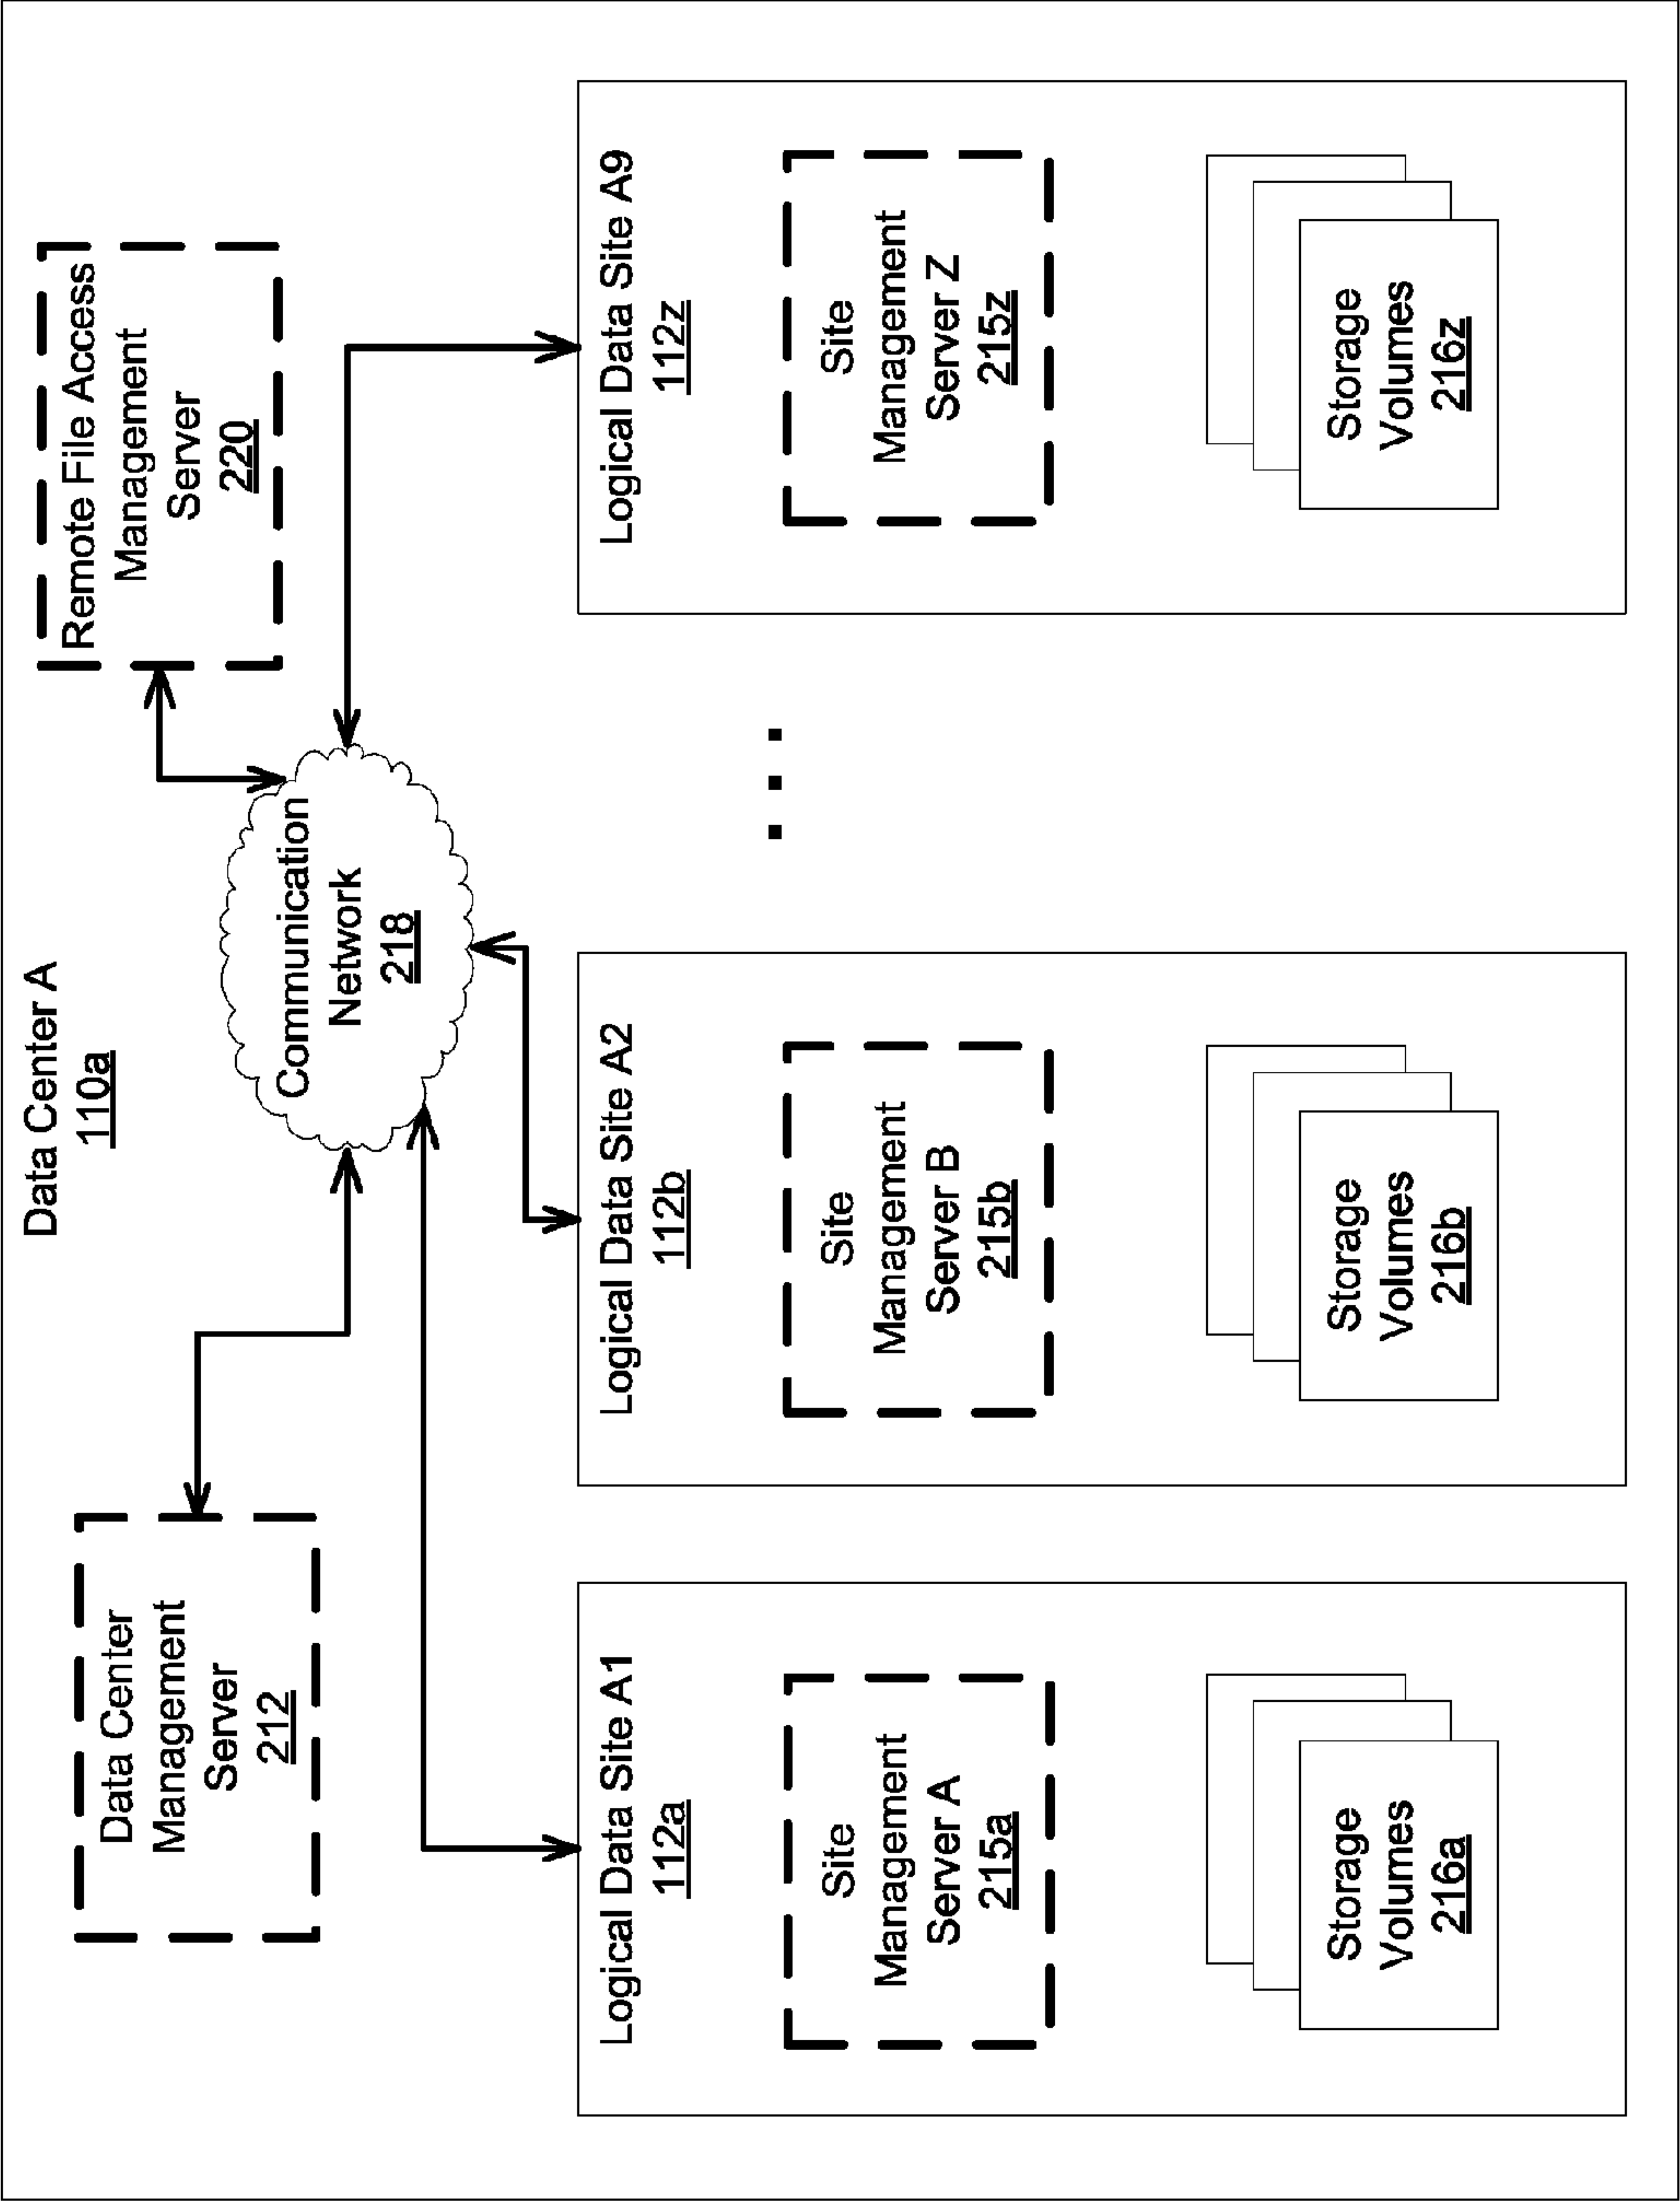 Data Center A
110a
Data Center
Management
Server
212
Communication
Network
218
Remote File Access
Management
Server
220
Logical Data Site A1
112a
Site
Management
Server A
215a
Storage
Volumes
216a
Logical Data Site A2
112b
Site
Management
Server B
215b
Storage
Volumes
216b
. . .
Logical Data Site A9
112z
Site
Management
Server Z
215z
Storage
Volumes
216z